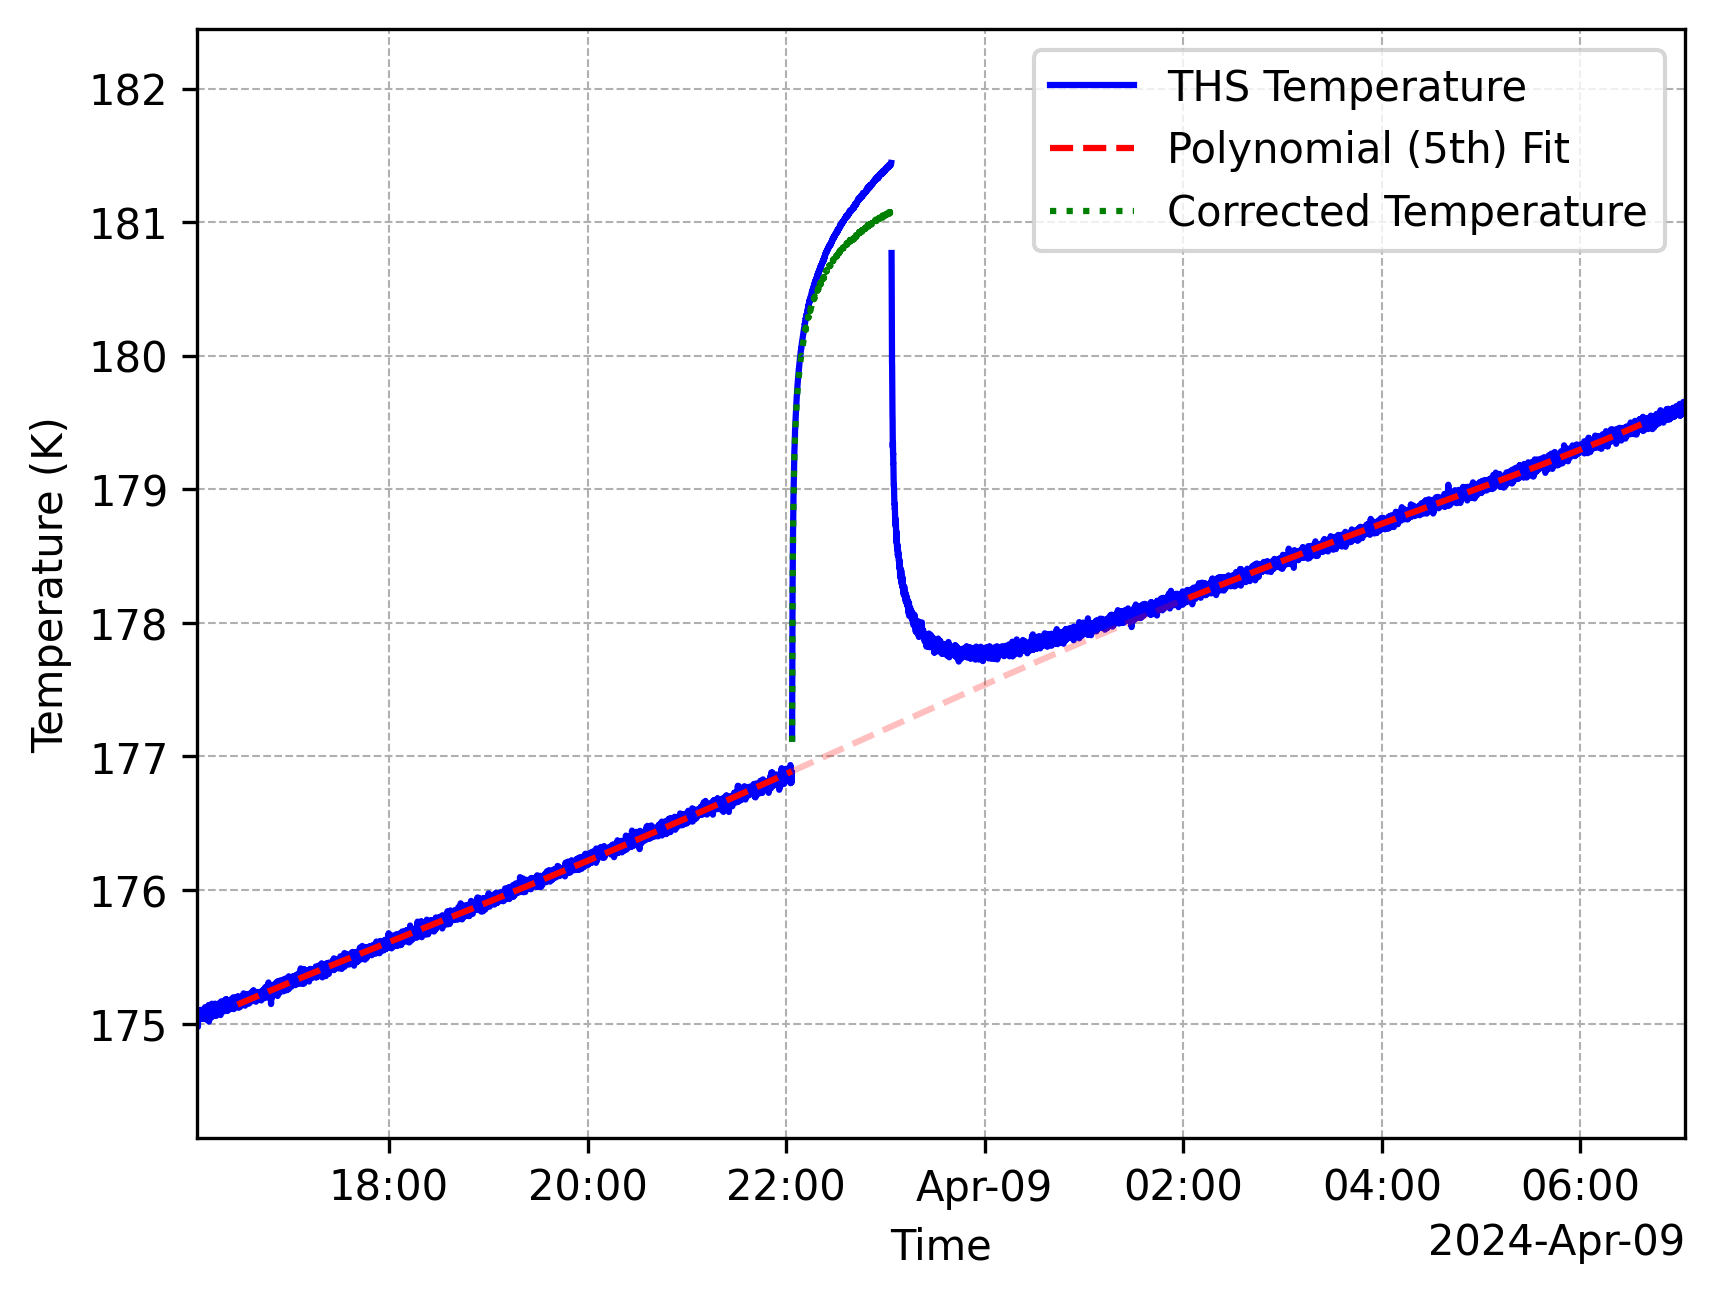 182
181
180
179
178
177
176
175
Temperature (K)
THS Temperature
Polynomial (5th) Fit
Corrected Temperature
18:00 20:00 22:00 Apr-09 02:00 04:00 06:00
Time
2024-Apr-09